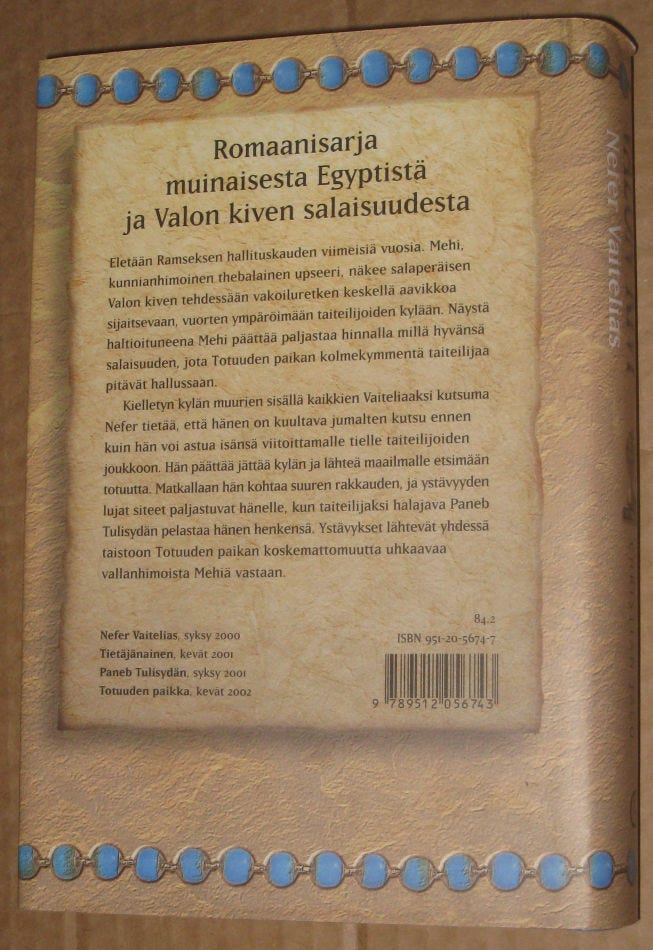 Romaanisarja
muinaisesta Egyptistä
ja Valon kiven salaisuudesta
Eletään Ramseksen hallituskauden viimeisiä vuosia. Mehi,
kunnianhimoinen thebalainen upseeri, näkee salaperäisen
Valon kiven tehdessään vakoiluretken keskellä aavikkoa
sijaitsevaan, vuorten ympäröimään taiteilijoiden kylään. Näystä
haltioituneena Mehi päättää paljastaa hinnalla millä hyvänsä
salaisuuden, jota Totuuden paikan kolmekymmentä taiteilijaa
pitävät hallussaan.
Kielletyn kylän muurien sisällä kaikkien Vaiteliaaksi kutsuma
Nefer tietää, että hänen on kuultava jumalten kutsu ennen
kuin hän voi astua isänsä viitoittamalle tielle taiteilijoiden
joukkoon. Hän päättää jättää kylän ja lähteä maailmalle etsimään
totuutta. Matkallaan hän kohtaa suuren rakkauden, ja ystävyyden
lujat siteet paljastuvat hänelle, kun taiteilijaksi halajava Paneb
Tulisydän pelastaa hänen henkensä. Ystävykset lähtevät yhdessä
taistoon Totuuden paikan koskemattomuutta uhkaavaa
vallanhimoista Mehiä vastaan.
Nefer Vaitelias, syksy 2000
Tietäjänainen, kevät 2001
Paneb Tulisydän, syksy 2001
Totuuden paikka, kevät 2002
84.2
ISBN 951-20-5674-7
9 789512 056743
Nefer Vaitelias